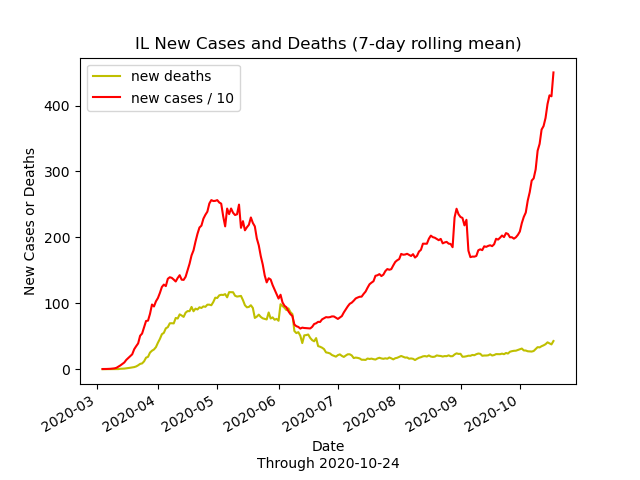 IL New Cases and Deaths (7-day rolling mean)
new deaths
new cases / 10
New Cases or Deaths
400
300
200
100
0
2020-03
2020-04
2020-05
2020-06
2020-07
2020-08
2020-09
2020-10
Date
Through 2020-10-24